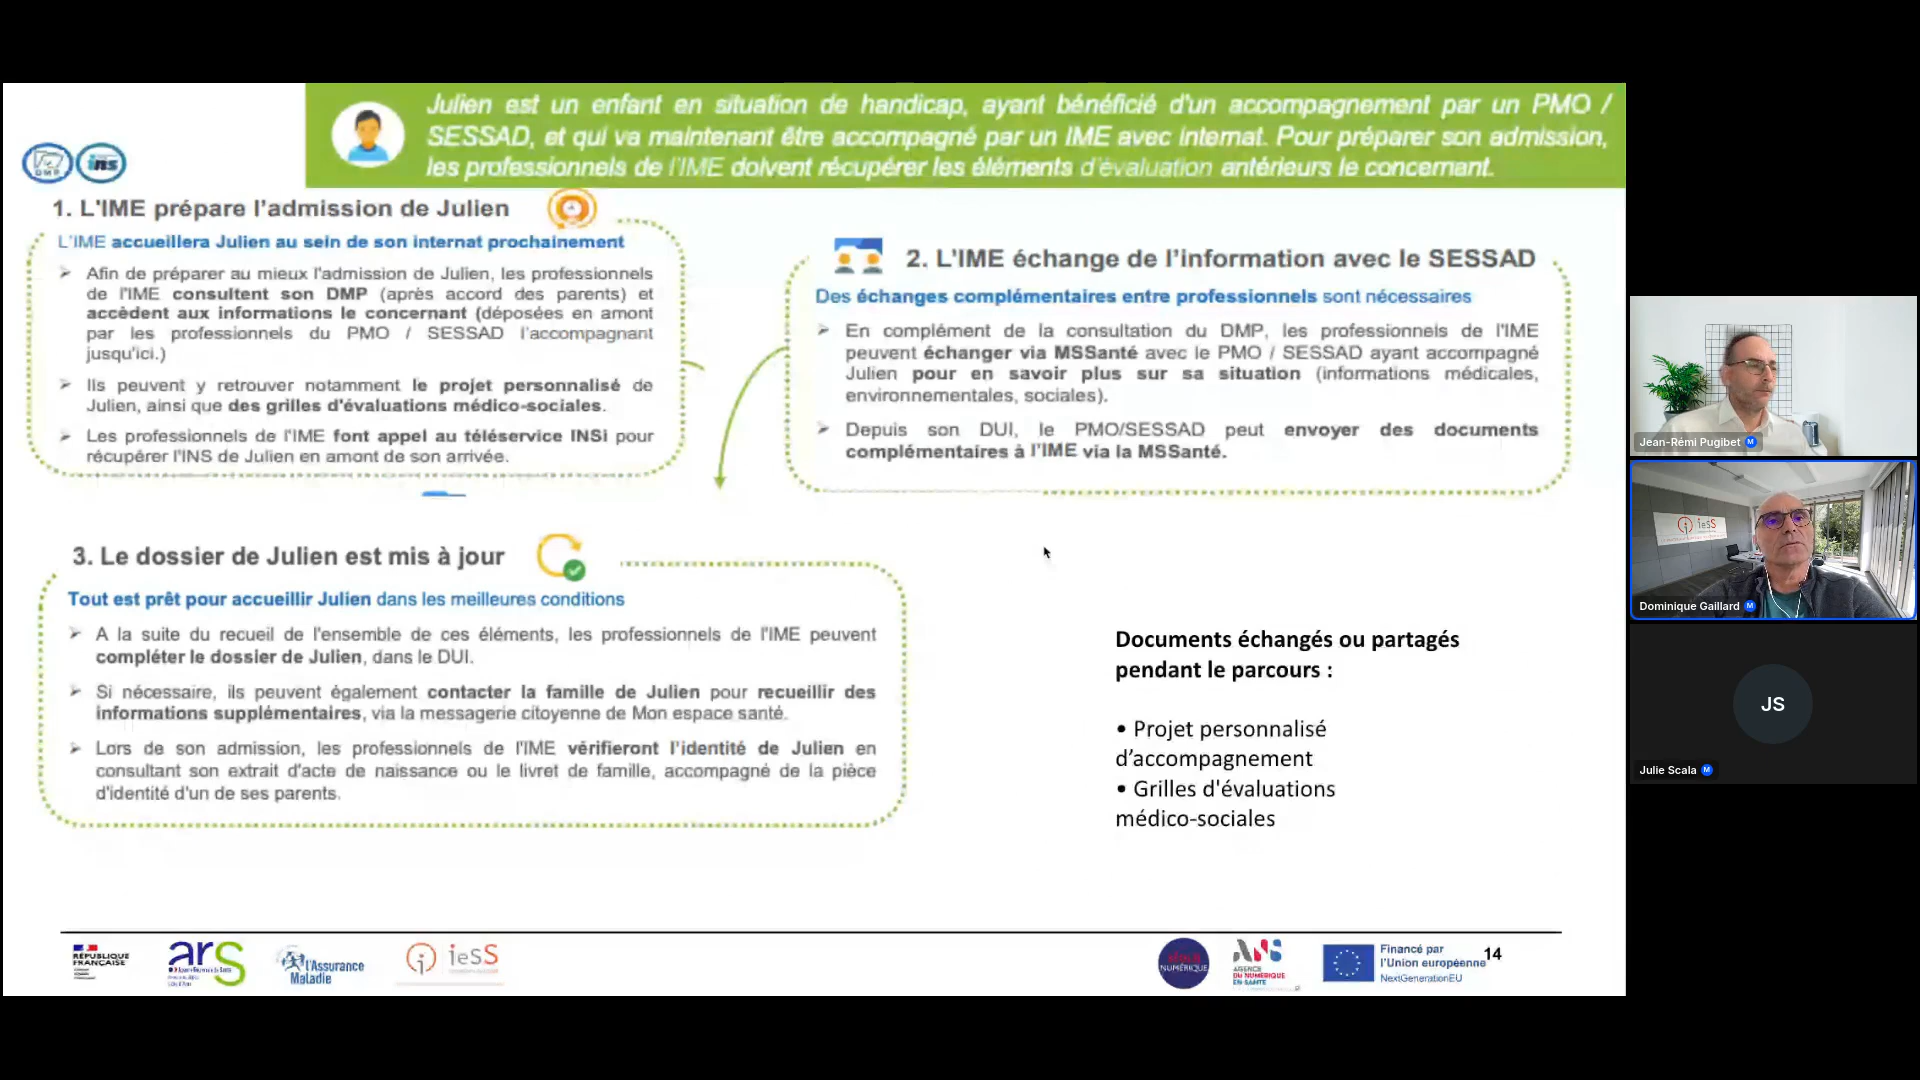 Julien est un enfant en situation de handicap, ayant bénéficié d'un accompagnement par un PMO /
SESSAD, et qui va maintenant être accompagné par un IME avec internat. Pour préparer son admission,
les professionnels de l'IME doivent récupérer les éléments d'évaluation antérieurs le concernant.
DMP
ins
1. L'IME prépare l'admission de Julien
L'IME accueillera Julien au sein de son internat prochainement
➢ Afin de préparer au mieux l'admission de Julien, les professionnels
de l'IME consultent son DMP (après accord des parents) et
accèdent aux informations le concernant (déposées en amont
par les professionnels du PMO / SESSAD l'accompagnant
jusqu'ici.)
➢ Ils peuvent y retrouver notamment le projet personnalisé de
Julien, ainsi que des grilles d'évaluations médico-sociales.
➢ Les professionnels de l'IME font appel au téléservice INSi pour
récupérer l'INS de Julien en amont de son arrivée.
2. L'IME échange de l'information avec le SESSAD
Des échanges complémentaires entre professionnels sont nécessaires
➢ En complément de la consultation du DMP, les professionnels de l'IME
peuvent échanger via MSSanté avec le PMO / SESSAD ayant accompagné
Julien pour en savoir plus sur sa situation (informations médicales,
environnementales, sociales).
➢ Depuis son DUI, le PMO/SESSAD peut envoyer des documents
complémentaires à l'IME via la MSSanté.
3. Le dossier de Julien est mis à jour
Tout est prêt pour accueillir Julien dans les meilleures conditions
➢ A la suite du recueil de l'ensemble de ces éléments, les professionnels de l'IME peuvent
compléter le dossier de Julien, dans le DUI.
➢ Si nécessaire, ils peuvent également contacter la famille de Julien pour recueillir des
informations supplémentaires, via la messagerie citoyenne de Mon espace santé.
➢ Lors de son admission, les professionnels de l'IME vérifieront l'identité de Julien en
consultant son extrait d'acte de naissance ou le livret de famille, accompagné de la pièce
d'identité d'un de ses parents.
Documents échangés ou partagés
pendant le parcours :
• Projet personnalisé
d’accompagnement
• Grilles d'évaluations
médico-sociales
RÉPUBLIQUE
FRANÇAISE
ars
l'Assurance
Maladie
ieSS
NUMÉRIQUE
ANS
AGENCE
DU NUMÉRIQUE
EN SANTÉ
Financé par
l'Union européenne
NextGenerationEU
14
Jean-Rémi Pugibet M
ieSS
Dominique Gaillard M
JS
Julie Scala M